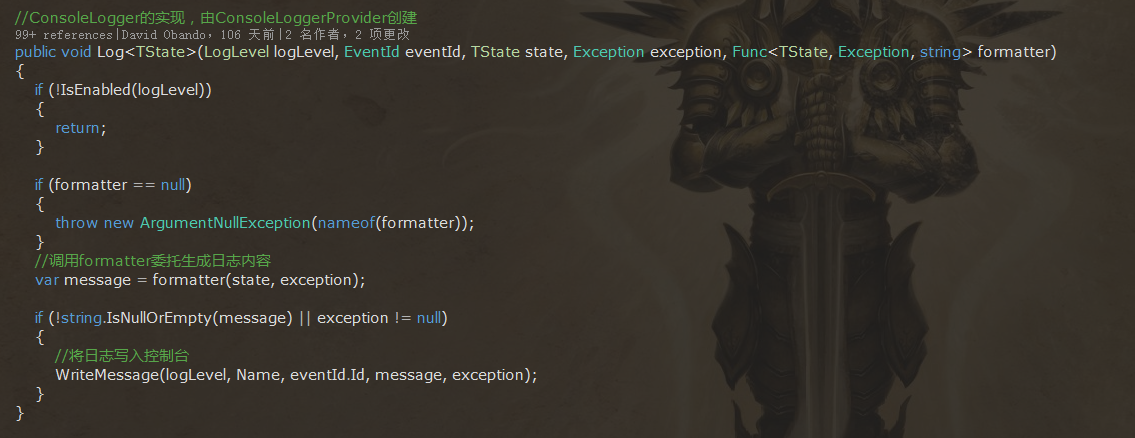 //ConsoleLogger的实现，由ConsoleLoggerProvider创建
99+ references|David Obando，106 天前|2 名作者，2 项更改
public void Log<TState>(LogLevel logLevel, EventId eventId, TState state, Exception exception, Func<TState, Exception, string> formatter)
{
if (!IsEnabled(logLevel))
{
return;
}
if (formatter == null)
{
throw new ArgumentNullException(nameof(formatter));
}
//调用formatter委托生成日志内容
var message = formatter(state, exception);
if (!string.IsNullOrEmpty(message) || exception != null)
{
//将日志写入控制台
WriteMessage(logLevel, Name, eventId.Id, message, exception);
}
}